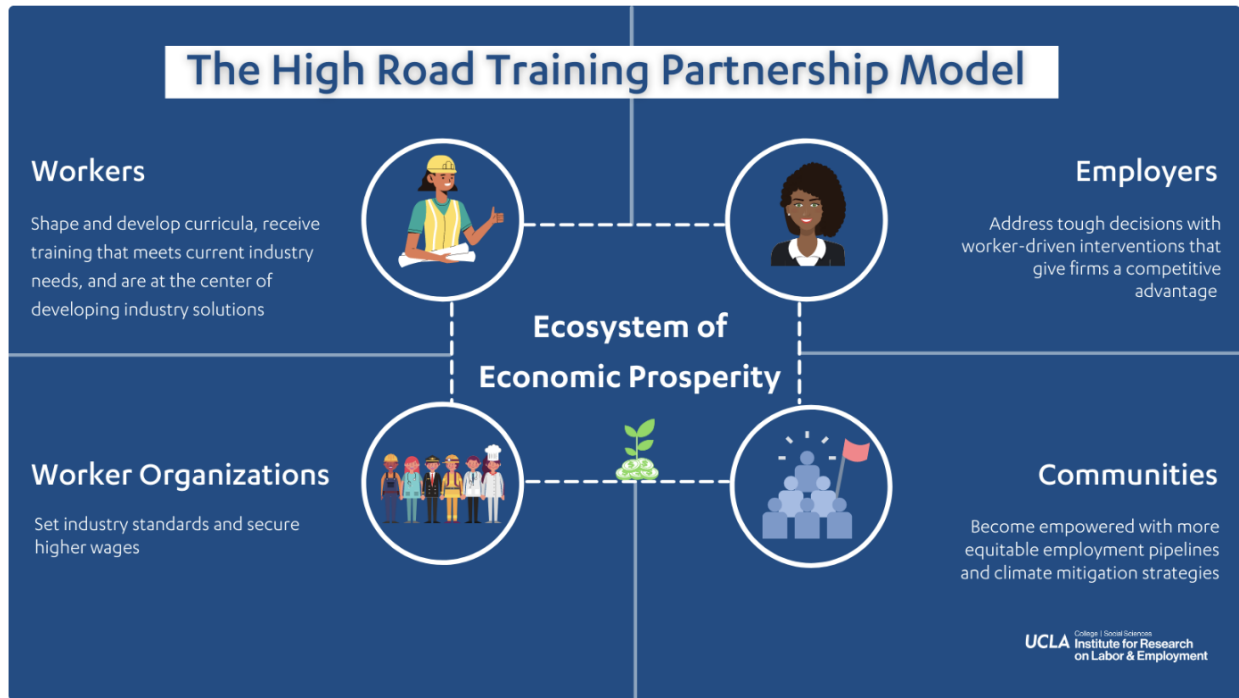 The High Road Training Partnership Model
Workers
Shape and develop curricula, receive
training that meets current industry
needs, and are at the center of
developing industry solutions
Employers
Address tough decisions with
worker-driven interventions that
give firms a competitive
advantage
Ecosystem of
Economic Prosperity
Worker Organizations
Set industry standards and secure
higher wages
Communities
Become empowered with more
equitable employment pipelines
and climate mitigation strategies
UCLA
College | Social Sciences
Institute for Research
on Labor & Employment